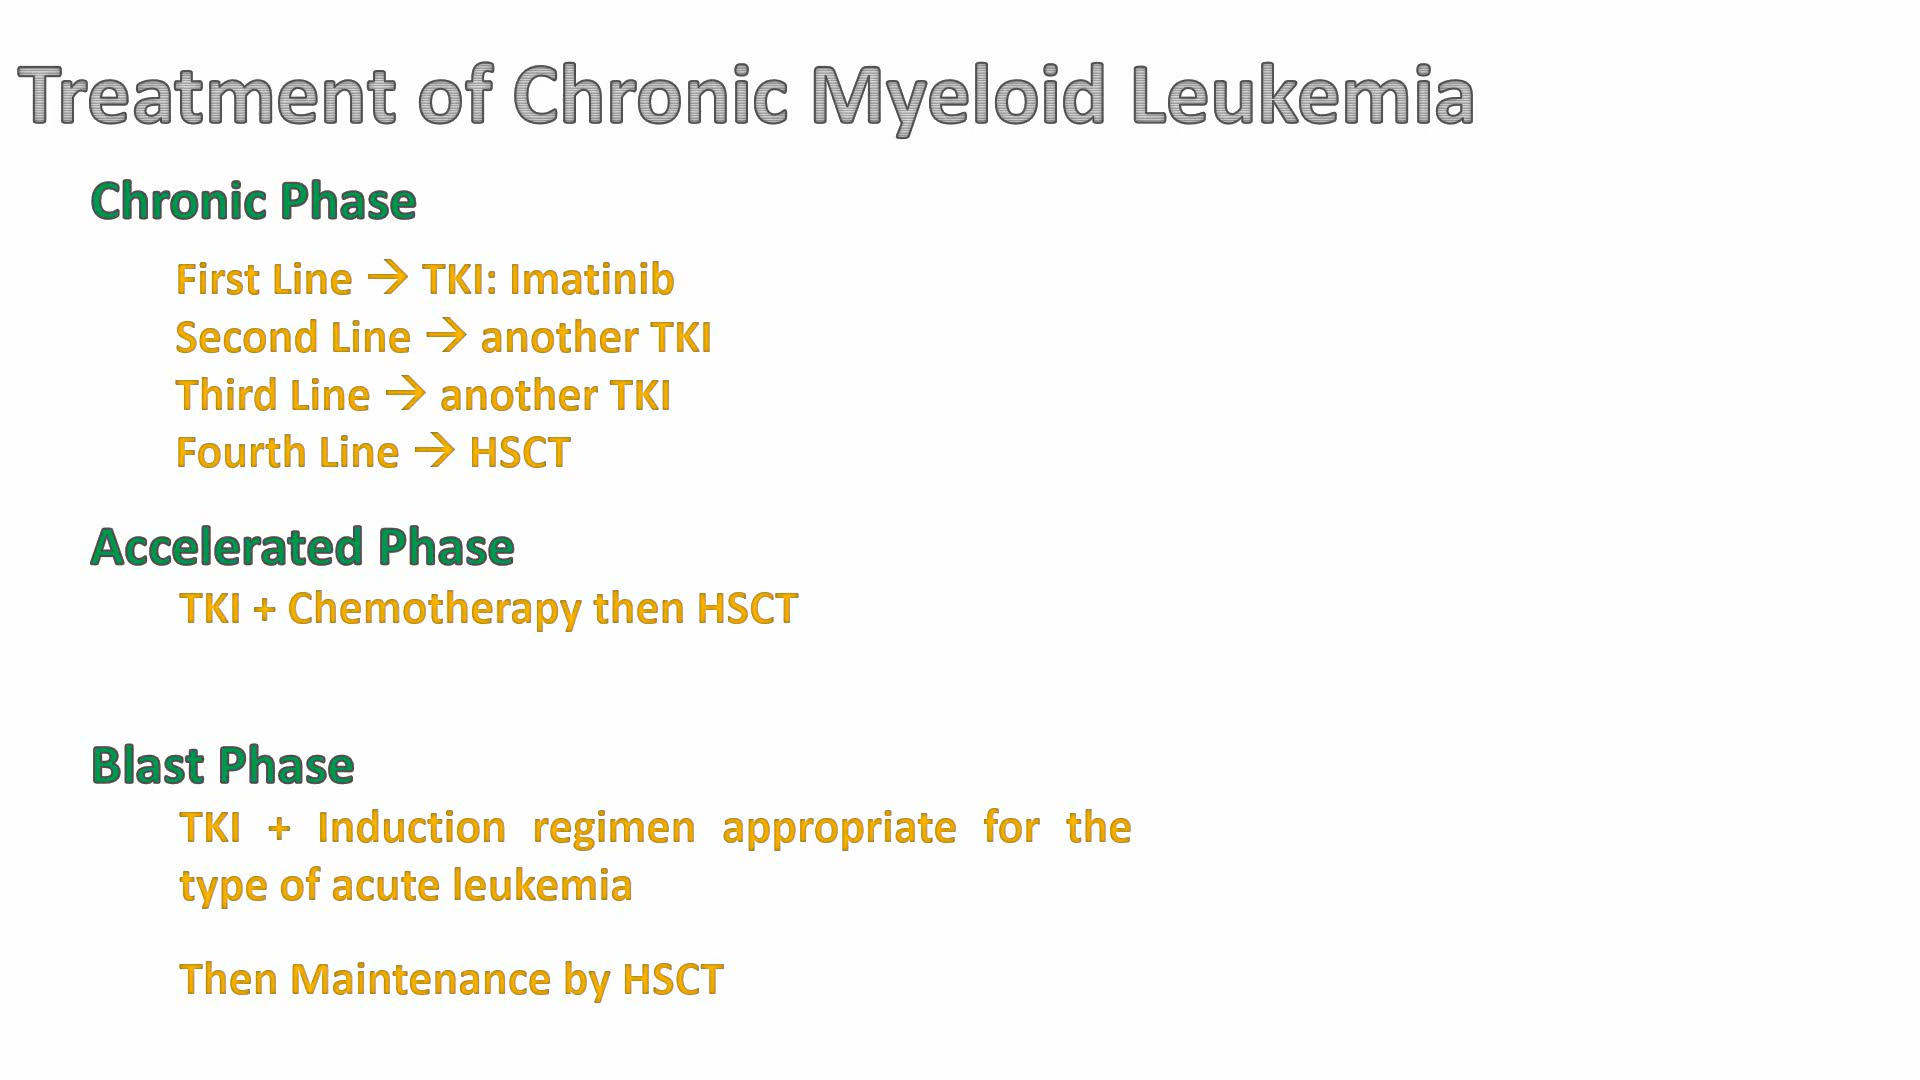 Treatment of Chronic Myeloid Leukemia
Chronic Phase
First Line → TKI: Imatinib
Second Line → another TKI
Third Line → another TKI
Fourth Line → HSCT
Accelerated Phase
TKI + Chemotherapy then HSCT
Blast Phase
TKI + Induction regimen appropriate for the
type of acute leukemia
Then Maintenance by HSCT